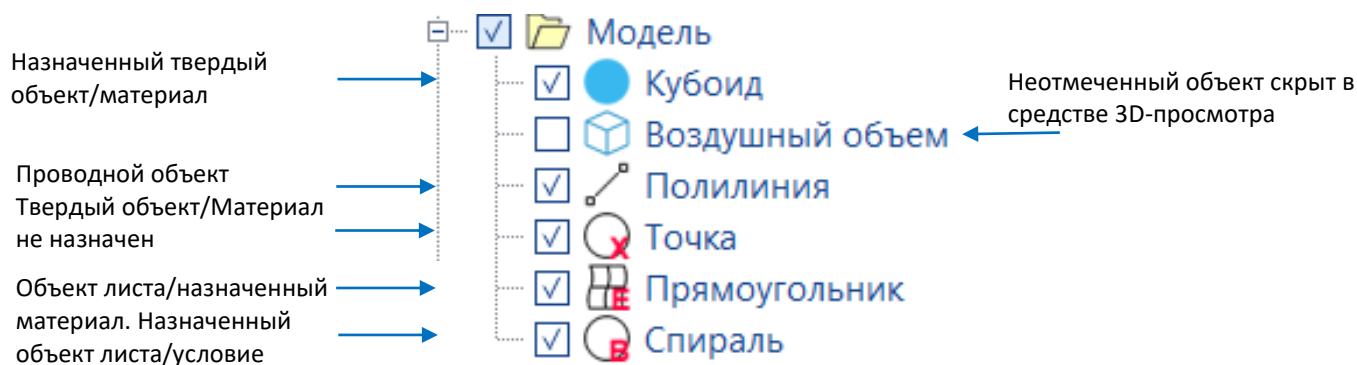 Модель
Назначенный твердый
объект/материал
Кубоид
Неотмеченный объект скрыт в
средстве 3D-просмотра
Воздушный объем
Проводной объект
Твердый объект/Материал
не назначен
Полилиния
X
Точка
Объект листа/назначенный
материал. Назначенный
объект листа/условие
E
Прямоугольник
B
Спираль